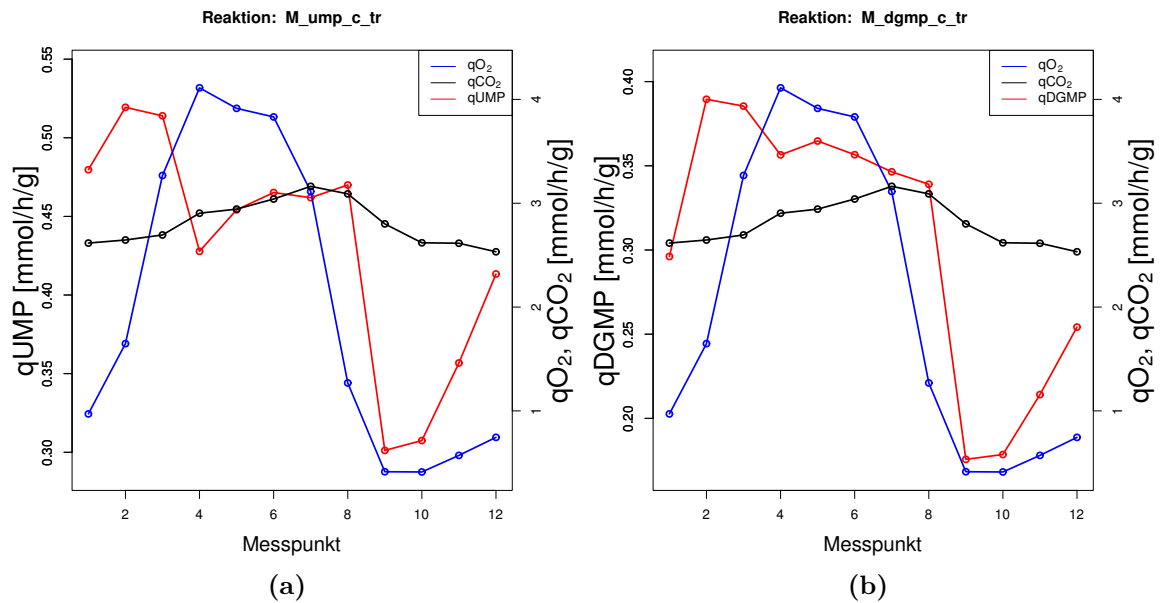 Reaktion: M_ump_c_tr
qUMP [mmol/h/g]
0.30 0.35 0.40 0.45 0.50 0.55
qO₂
qCO₂
qUMP
1 2 3 4
qO₂, qCO₂ [mmol/h/g]
2 4 6 8 10 12
Messpunkt
(a)
Reaktion: M_dgmp_c_tr
qDGMP [mmol/h/g]
0.20 0.25 0.30 0.35 0.40
qO₂
qCO₂
qDGMP
1 2 3 4
qO₂, qCO₂ [mmol/h/g]
2 4 6 8 10 12
Messpunkt
(b)